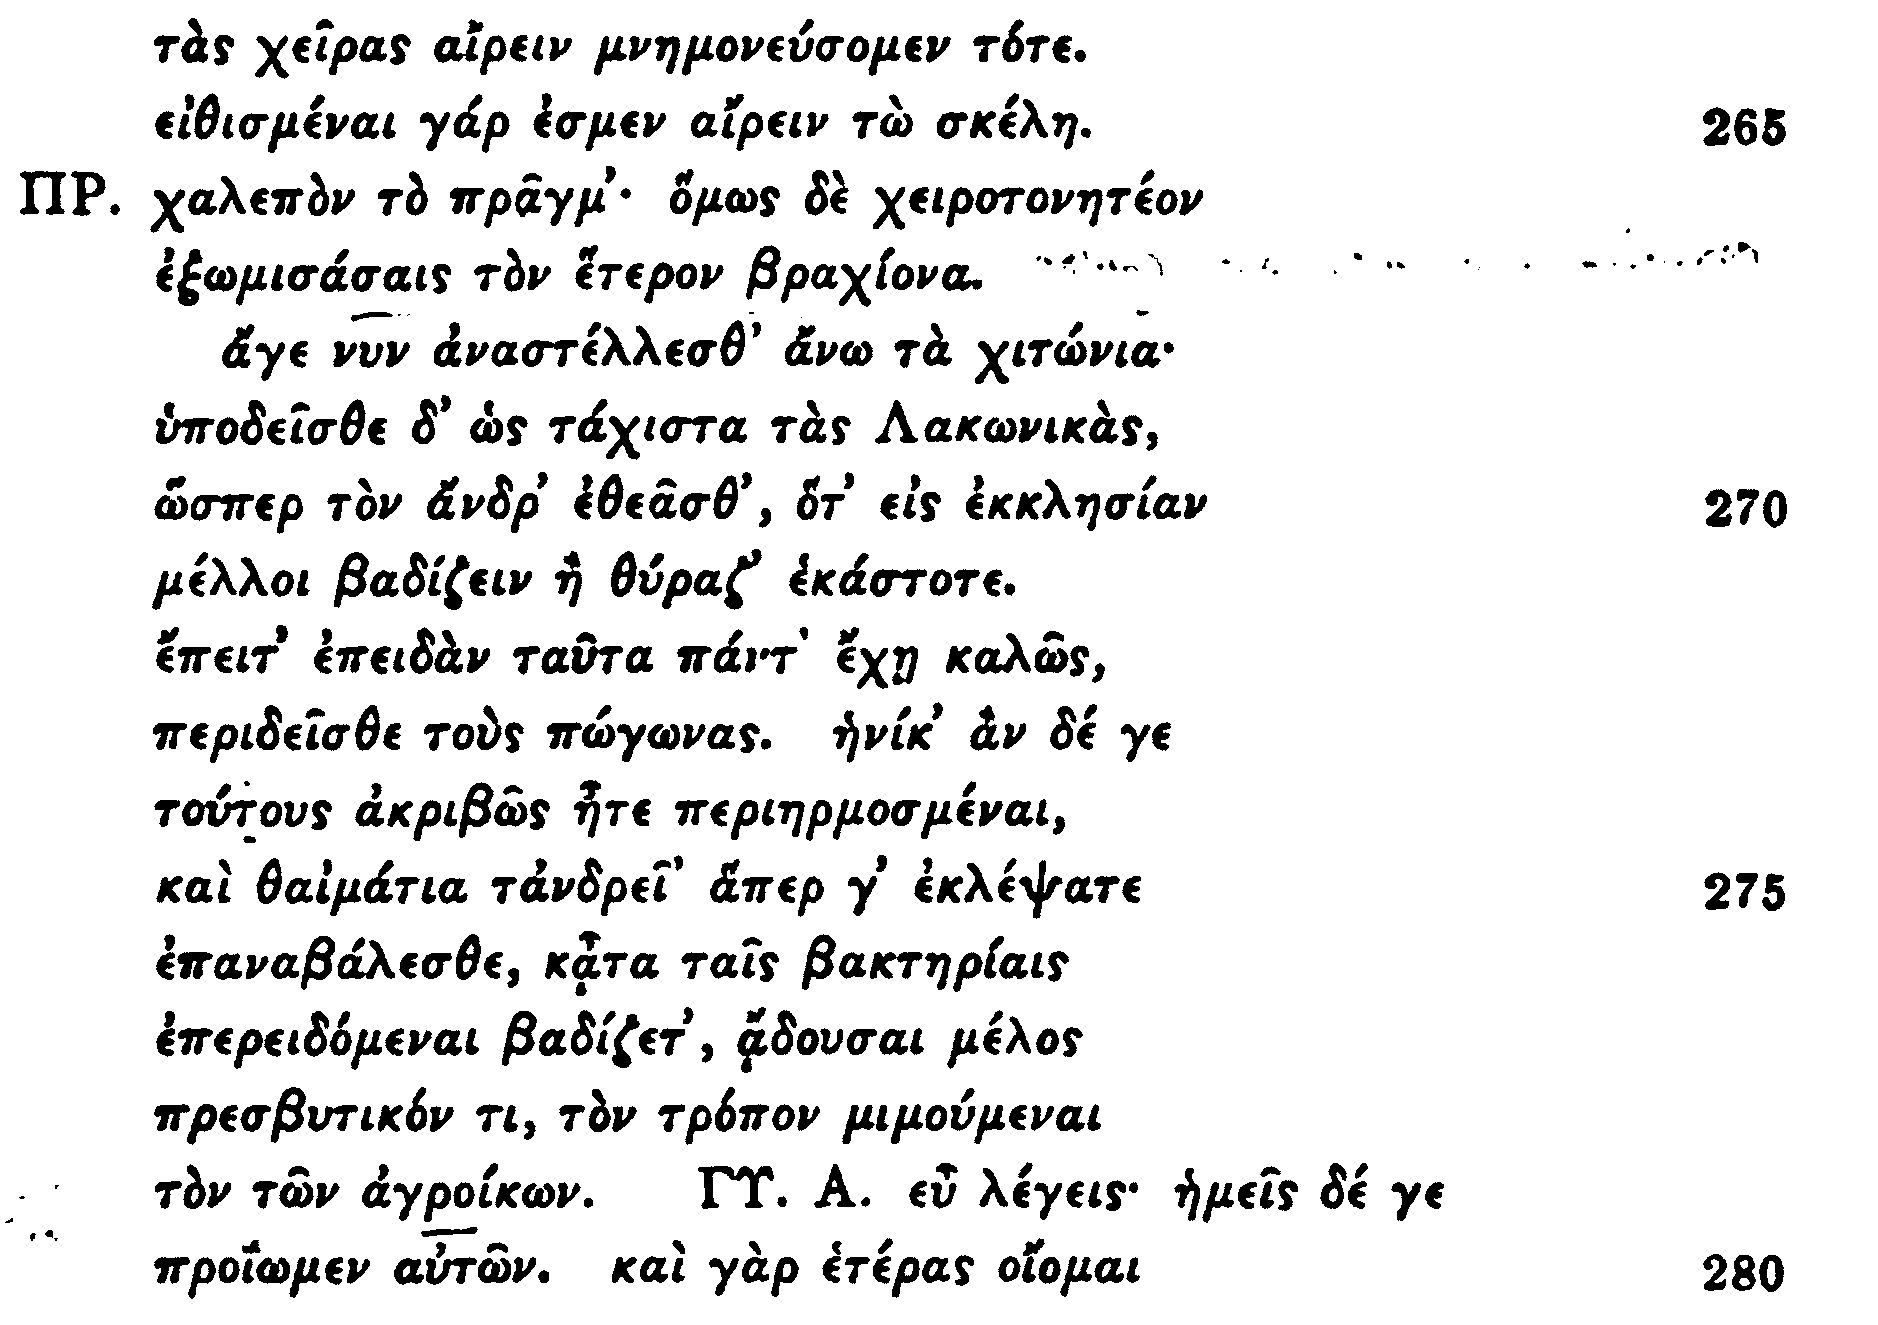 τὰς χεῖρας αἴρειν μνημονεύσομεν τότε.
εἰθισμέναι γάρ ἐσμεν αἴρειν τὼ σκέλη. 265
ΠΡ. χαλεπὸν τὸ πρᾶγμ’· ὅμως δὲ χειροτονητέον
ἐξωμισάσαις τὸν ἕτερον βραχίονα.
ἄγε νυν ἀναστέλλεσθ’ ἄνω τὰ χιτώνια·
ὑποδεῖσθε δ’ ὡς τάχιστα τὰς Λακωνικὰς,
ὥσπερ τὸν ἄνδρ’ ἐθεᾶσθ’, ὅτ’ εἰς ἐκκλησίαν 270
μέλλοι βαδίζειν ἢ θύραζ’ ἑκάστοτε.
ἔπειτ’ ἐπειδὰν ταῦτα πάντ’ ἔχῃ καλῶς,
περιδεῖσθε τοὺς πώγωνας. ἡνίκ’ ἂν δέ γε
τούτους ἀκριβῶς ἦτε περιηρμοσμέναι,
καὶ θαἰμάτια τἀνδρεῖ’ ἅπερ γ’ ἐκλέψατε 275
ἐπαναβάλεσθε, κᾆτα ταῖς βακτηρίαις
ἐπερειδόμεναι βαδίζετ’, ᾄδουσαι μέλος
πρεσβυτικόν τι, τὸν τρόπον μιμούμεναι
τὸν τῶν ἀγροίκων. ΓΥ. Α. εὖ λέγεις· ἡμεῖς δέ γε
προΐωμεν αὐτῶν. καὶ γὰρ ἑτέρας οἴομαι 280